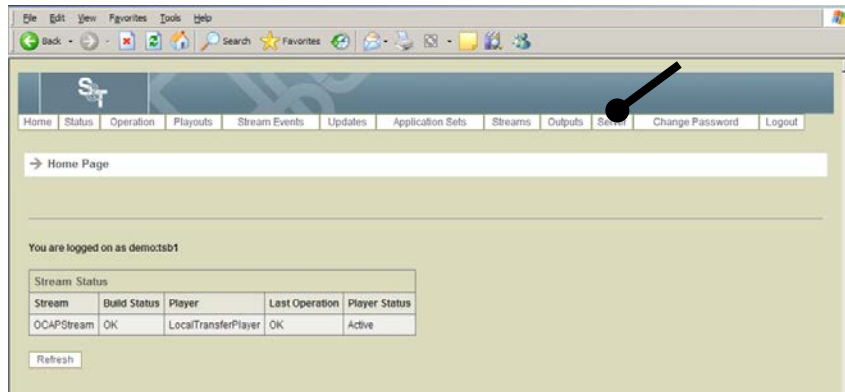 File Edit View Favorites Tools Help
Back Search Favorites
S&T
Home Status Operation Playouts Stream Events Updates Application Sets Streams Outputs Server Change Password Logout
→ Home Page
You are logged on as demo:tsb1
Stream Status
Stream Build Status Player Last Operation Player Status
OCAPStream OK LocalTransferPlayer OK Active
Refresh